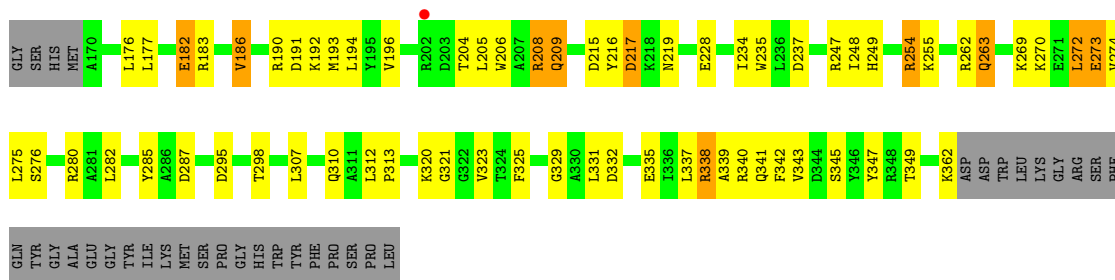 GLY SER HIS MET A170 L176 L177 E182 R183 V186 R190 D191 K192 M193 L194 Y195 V196 R202 D203 T204 L205 W206 A207 R208 Q209 D215 Y216 D217 K218 N219 E228 I234 W235 L236 D237 R247 I248 H249 R254 K255 R262 Q263 K269 K270 E271 L272 E273 V274
L275 S276 R280 A281 L282 Y285 A286 D287 D295 T298 L307 Q310 A311 L312 P313 K320 G321 G322 V323 T324 F325 G329 A330 L331 D332 E335 I336 L337 R338 A339 R340 Q341 F342 V343 D344 S345 Y346 Y347 R348 T349 K362 ASP ASP TRP LEU LYS GLY ARG SER PHE
GLN TYR GLY ALA GLU GLY TYR ILE LYS MET SER PRO GLY HIS TRP TYR PHE PRO SER PRO LEU